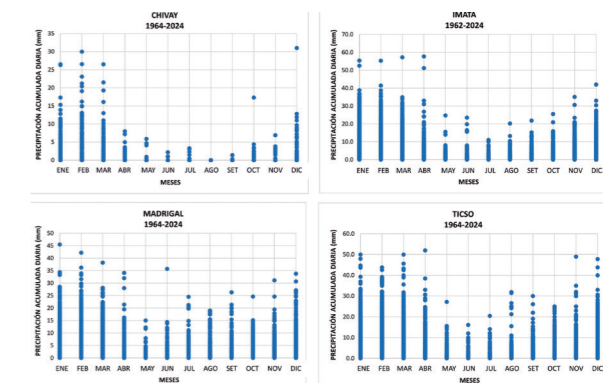 CHIVAY
1964-2024
PRECIPITACIÓN ACUMULADA DIARIA (mm)
35
30
25
20
15
10
5
0
ENE FEB MAR ABR MAY JUN JUL AGO SET OCT NOV DIC
MESES
IMATA
1962-2024
PRECIPITACIÓN ACUMULADA DIARIA (mm)
70.0
60.0
50.0
40.0
30.0
20.0
10.0
0.0
ENE FEB MAR ABR MAY JUN JUL AGO SET OCT NOV DIC
MESES
MADRIGAL
1964-2024
PRECIPITACIÓN ACUMULADA DIARIA (mm)
50
45
40
35
30
25
20
15
10
5
0
ENE FEB MAR ABR MAY JUN JUL AGO SET OCT NOV DIC
MESES
TICSO
1964-2024
PRECIPITACIÓN ACUMULADA DIARIA (mm)
60.0
50.0
40.0
30.0
20.0
10.0
0.0
ENE FEB MAR ABR MAY JUN JUL AGO SET OCT NOV DIC
MESES